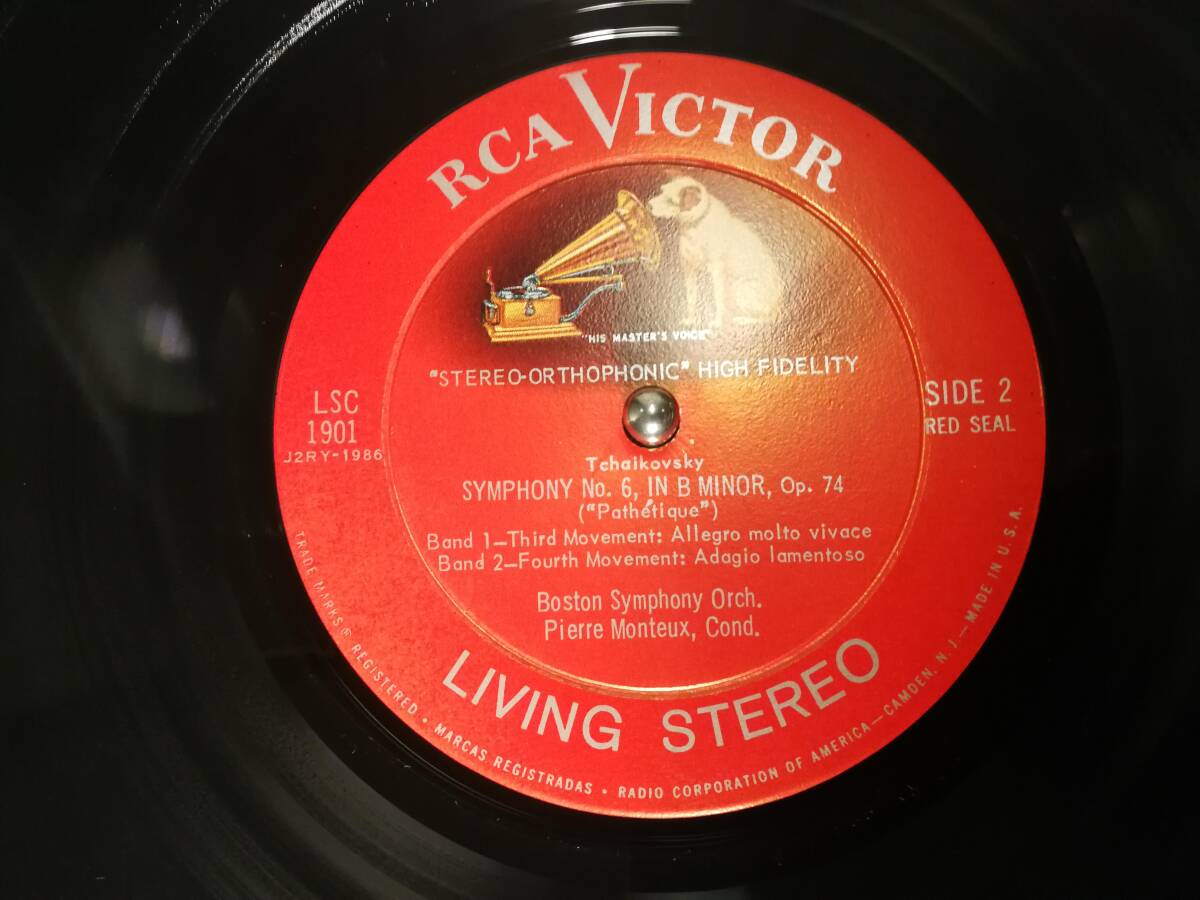 RCA VICTOR
"HIS MASTER'S VOICE"
"STEREO-ORTHOPHONIC" HIGH FIDELITY
LSC
1901
J2RY-1986
SIDE 2
RED SEAL
Tchaikovsky
SYMPHONY No. 6, IN B MINOR, Op. 74
("Pathétique")
Band 1—Third Movement: Allegro molto vivace
Band 2—Fourth Movement: Adagio lamentoso
Boston Symphony Orch.
Pierre Monteux, Cond.
LIVING STEREO
TRADE MARKS ® REGISTERED • MARCAS REGISTRADAS • RADIO CORPORATION OF AMERICA—CAMDEN, N. J.—MADE IN U. S. A.